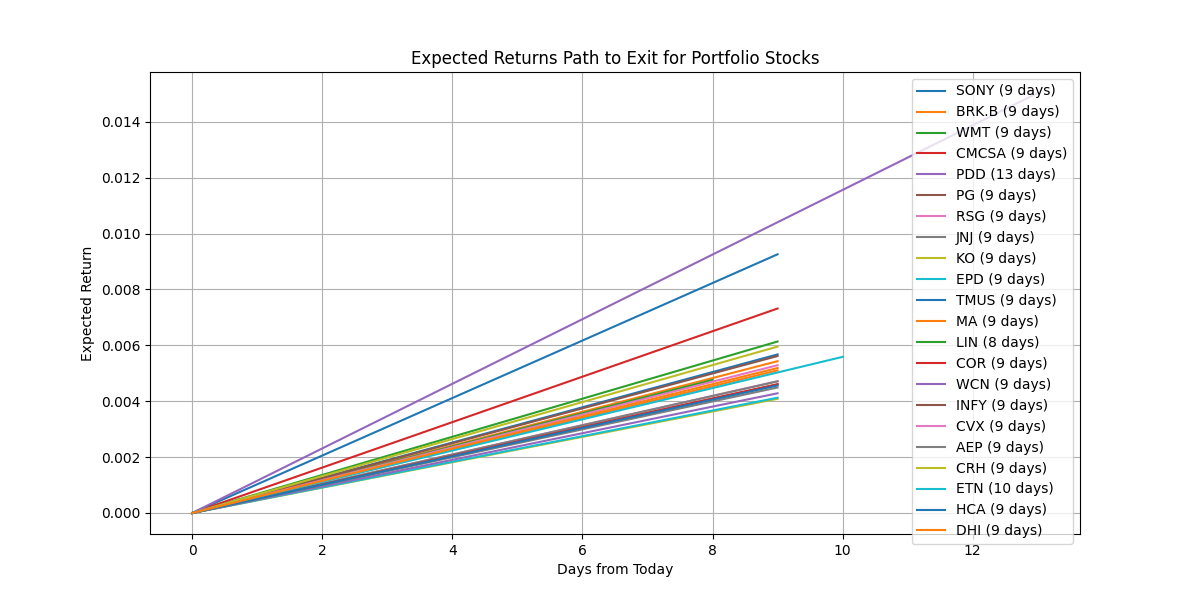 Expected Returns Path to Exit for Portfolio Stocks
Expected Return
0.014
0.012
0.010
0.008
0.006
0.004
0.002
0.000
0 2 4 6 8 10 12
Days from Today
SONY (9 days)
BRK.B (9 days)
WMT (9 days)
CMCSA (9 days)
PDD (13 days)
PG (9 days)
RSG (9 days)
JNJ (9 days)
KO (9 days)
EPD (9 days)
TMUS (9 days)
MA (9 days)
LIN (8 days)
COR (9 days)
WCN (9 days)
INFY (9 days)
CVX (9 days)
AEP (9 days)
CRH (9 days)
ETN (10 days)
HCA (9 days)
DHI (9 days)